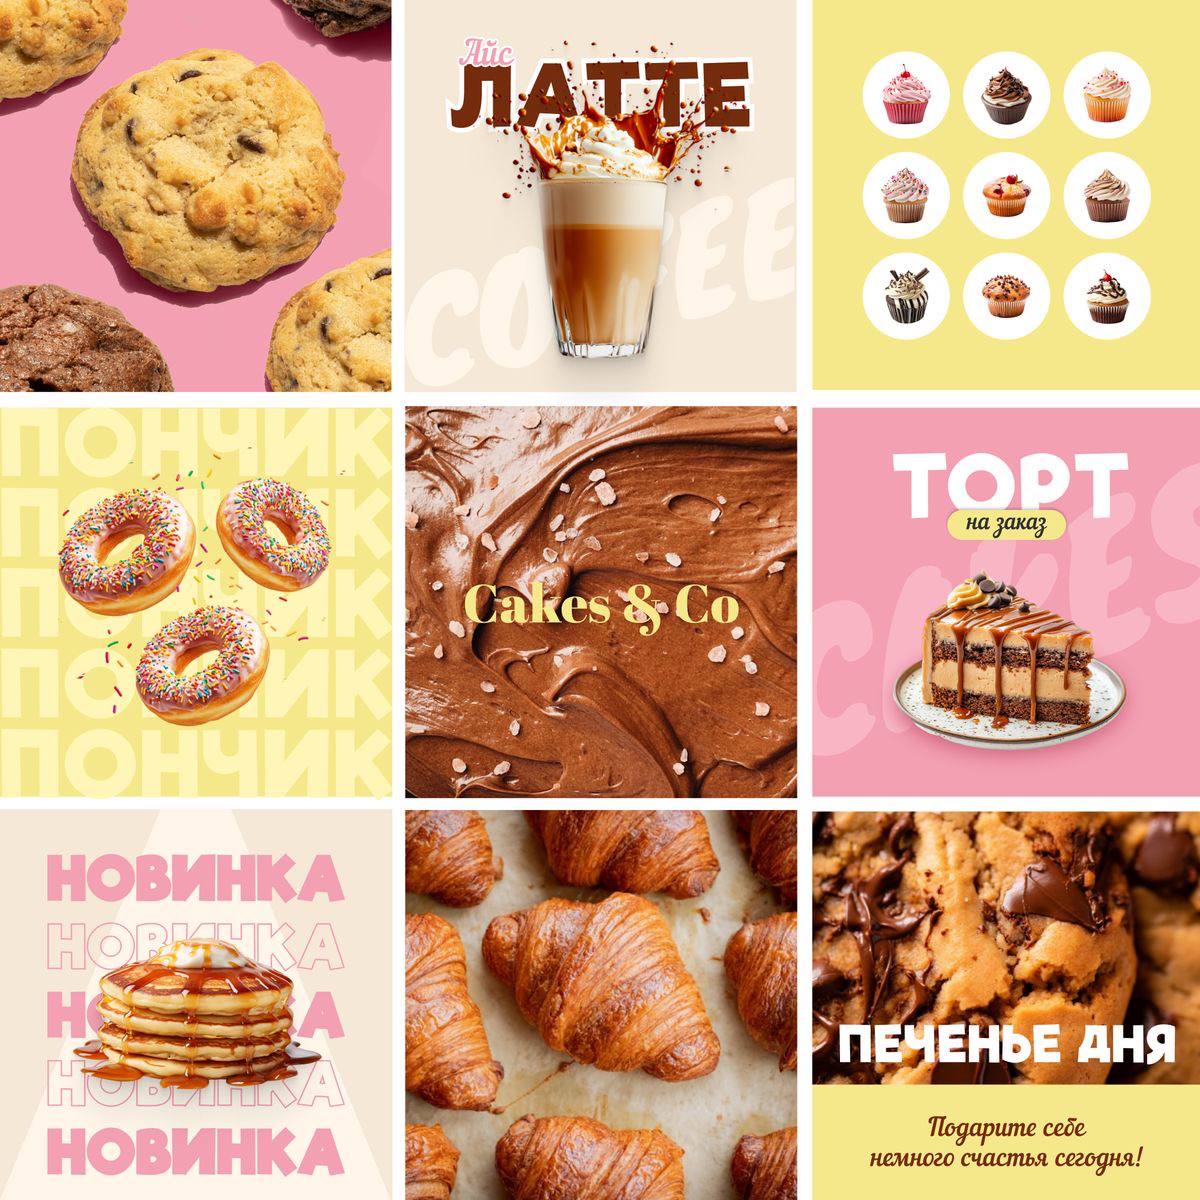 Айс
ЛАТТЕ
COFFEE
ПОНЧИК
ПОНЧИК
ПОНЧИК
ПОНЧИК
ПОНЧИК
Cakes & Co
ТОРТ
на заказ
CAKES
НОВИНКА
НОВИНКА
НОВИНКА
НОВИНКА
НОВИНКА
ПЕЧЕНЬЕ ДНЯ
Подарите себе
немного счастья сегодня!